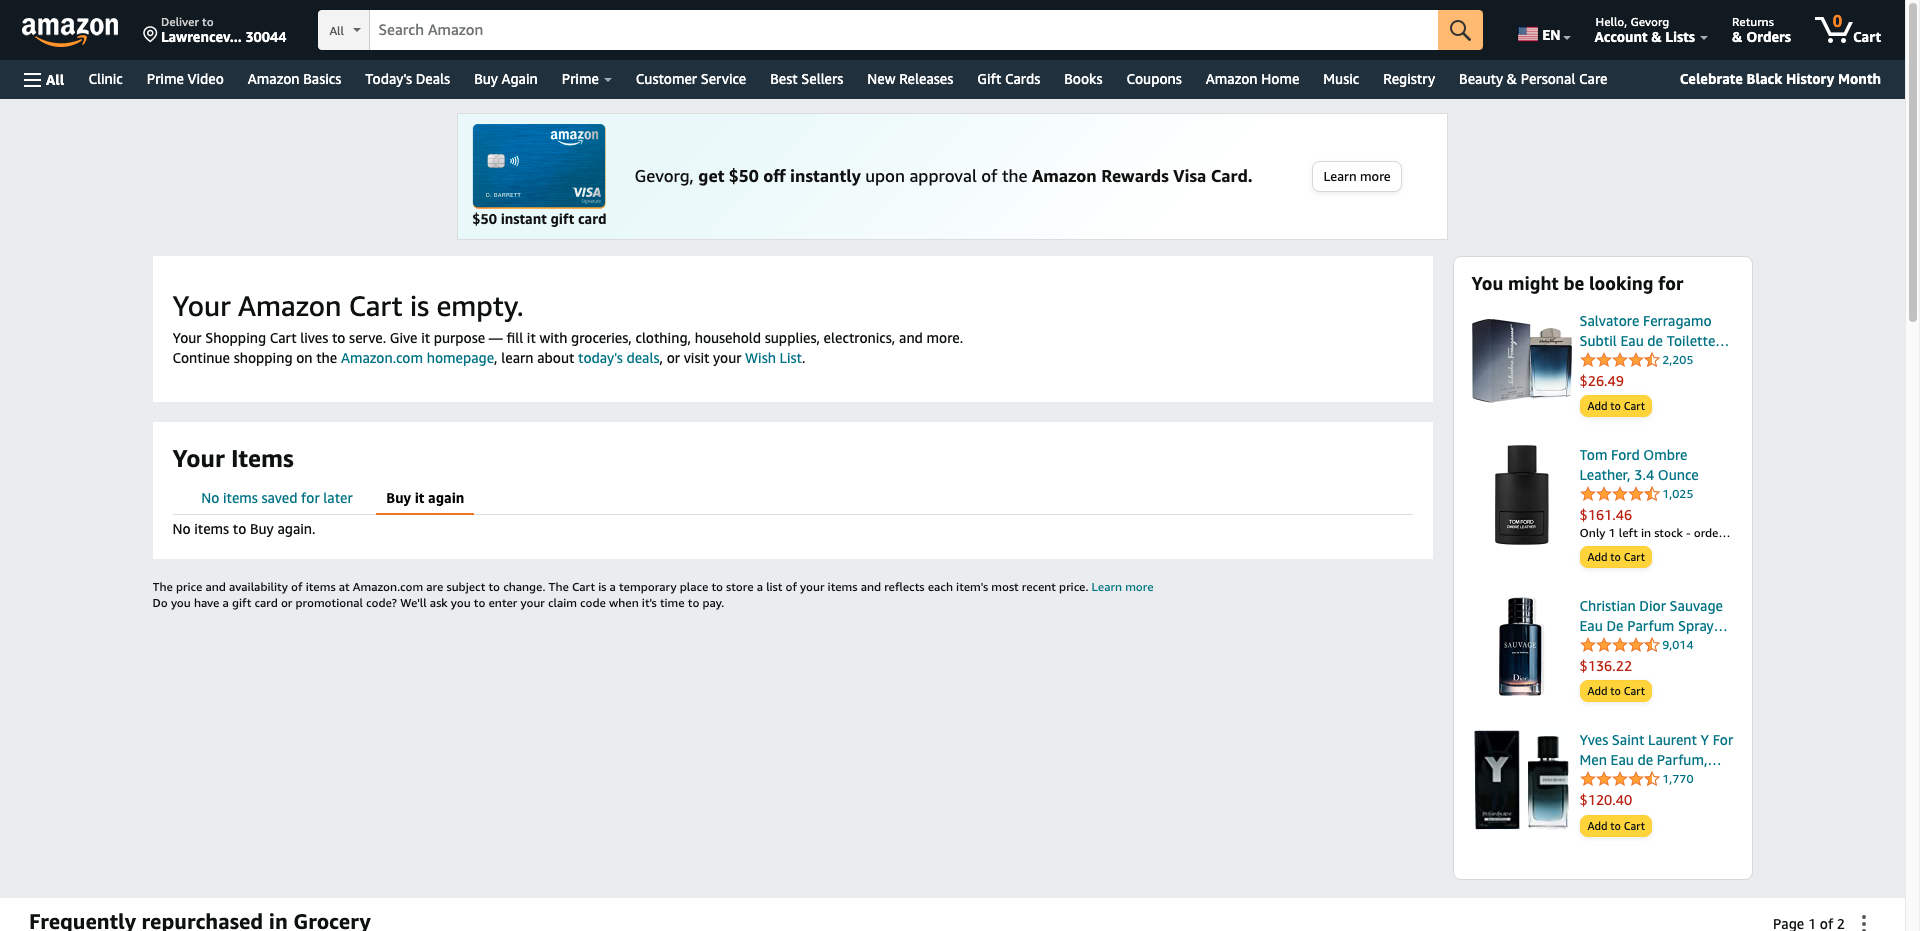 amazon
Deliver to
Lawrencev... 30044
All
Search Amazon
EN
Hello, Gevorg
Account & Lists
Returns
& Orders
0
Cart
All
Clinic
Prime Video
Amazon Basics
Today's Deals
Buy Again
Prime
Customer Service
Best Sellers
New Releases
Gift Cards
Books
Coupons
Amazon Home
Music
Registry
Beauty & Personal Care
Celebrate Black History Month
amazon
D. BARRETT
VISA
Signature
$50 instant gift card
Gevorg, get $50 off instantly upon approval of the Amazon Rewards Visa Card.
Learn more
Your Amazon Cart is empty.
Your Shopping Cart lives to serve. Give it purpose — fill it with groceries, clothing, household supplies, electronics, and more.
Continue shopping on the Amazon.com homepage, learn about today's deals, or visit your Wish List.
Your Items
No items saved for later
Buy it again
No items to Buy again.
The price and availability of items at Amazon.com are subject to change. The Cart is a temporary place to store a list of your items and reflects each item's most recent price. Learn more
Do you have a gift card or promotional code? We'll ask you to enter your claim code when it's time to pay.
You might be looking for
Salvatore Ferragamo
Subtil Eau de Toilette…
2,205
$26.49
Add to Cart
TOM FORD
OMBRÉ LEATHER
Tom Ford Ombre
Leather, 3.4 Ounce
1,025
$161.46
Only 1 left in stock - orde…
Add to Cart
SAUVAGE
Dior
Christian Dior Sauvage
Eau De Parfum Spray…
9,014
$136.22
Add to Cart
Y
Yves Saint Laurent Y For
Men Eau de Parfum,…
1,770
$120.40
Add to Cart
Frequently repurchased in Grocery
Page 1 of 2